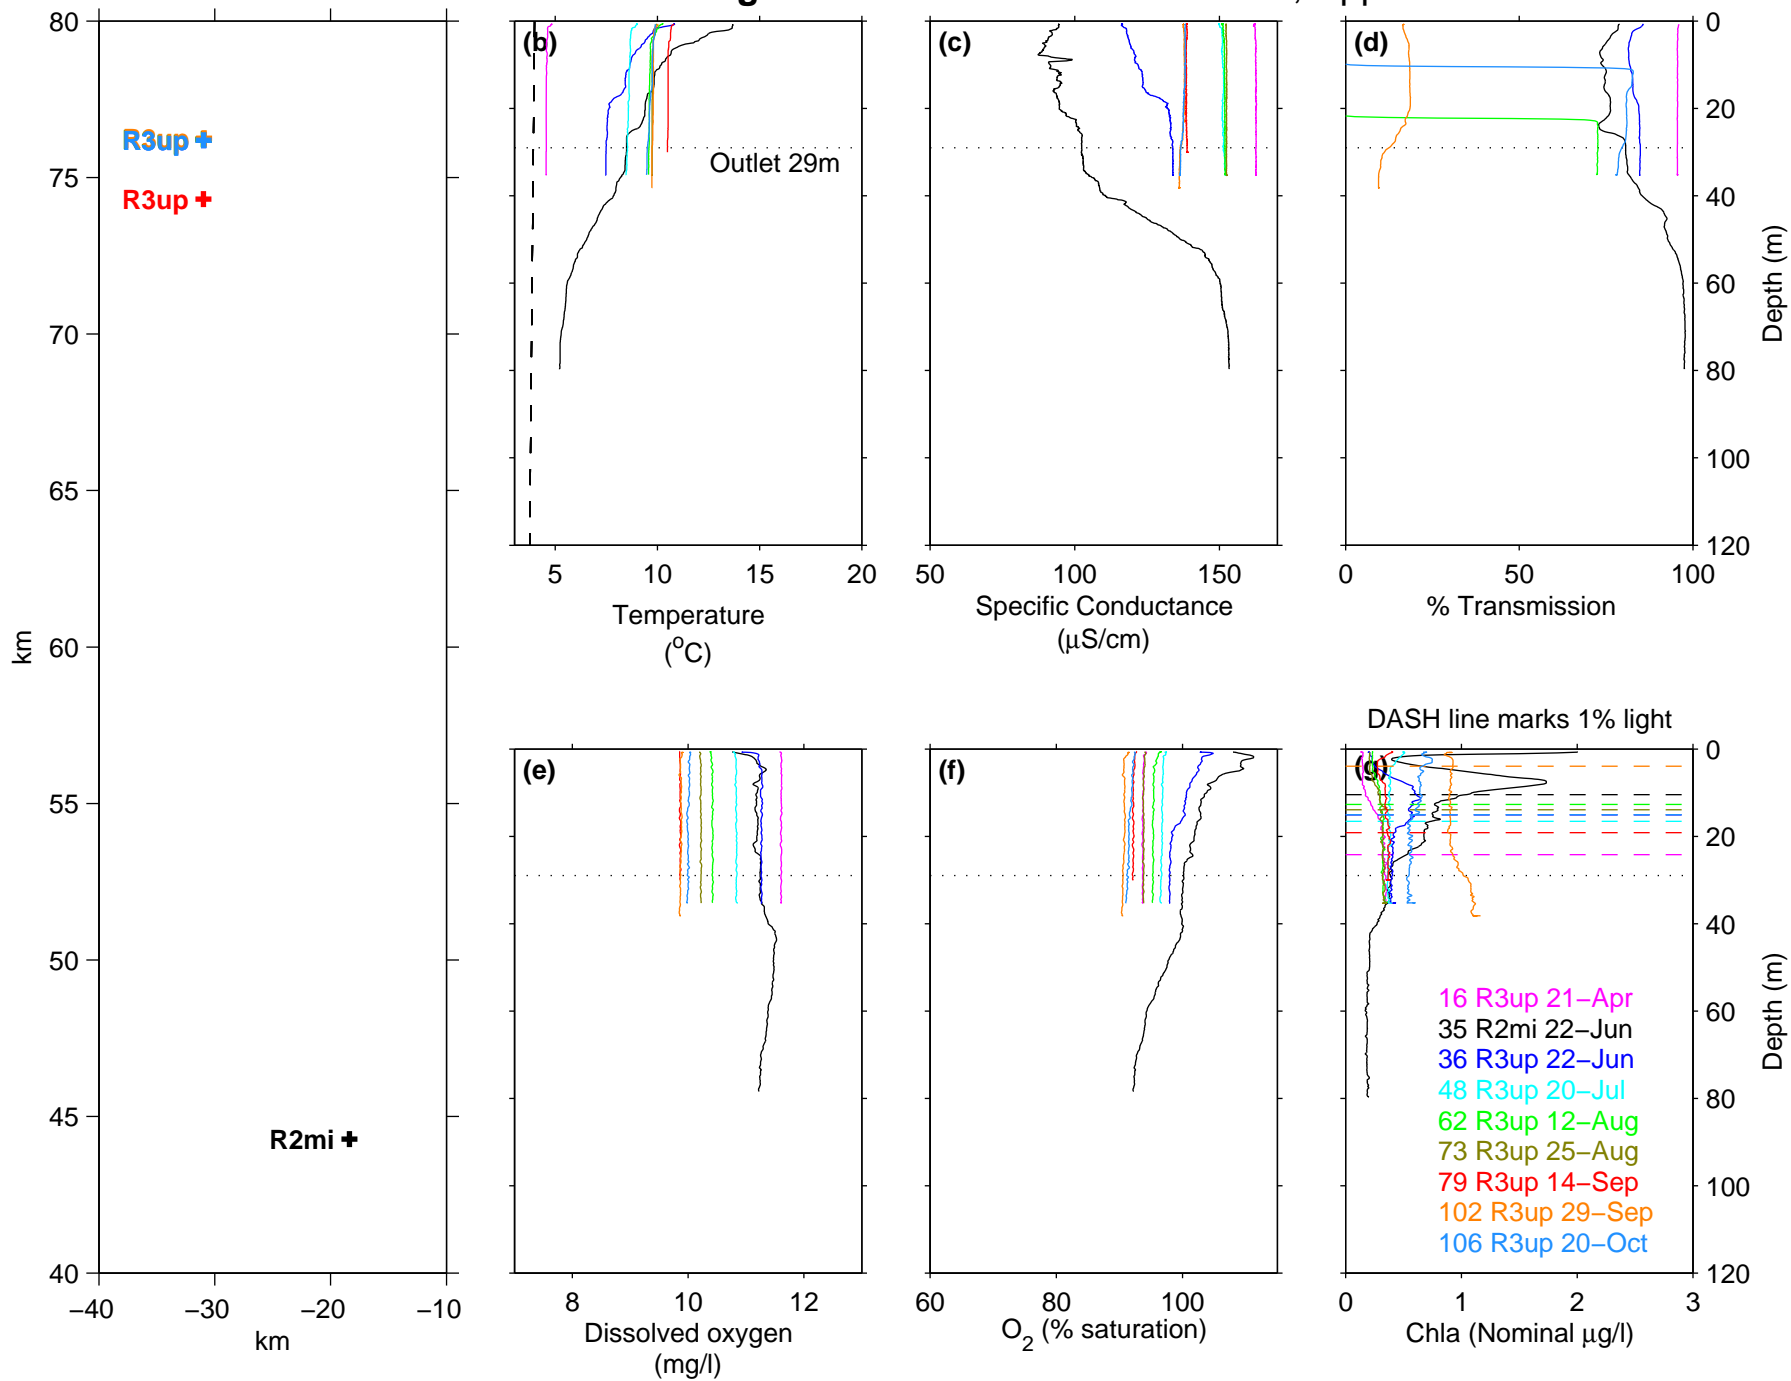 80
75
70
65
60
55
50
45
40
km
−40
−30
−20
−10
km
R3up
R3up
R2mi
(b)
Outlet 29m
5
10
15
20
Temperature
(°C)
(c)
50
100
150
Specific Conductance
(μS/cm)
(d)
0
50
100
% Transmission
0
20
40
60
80
100
120
Depth (m)
(e)
8
10
12
Dissolved oxygen
(mg/l)
(f)
60
80
100
O2 (% saturation)
DASH line marks 1% light
(g)
16 R3up 21−Apr
35 R2mi 22−Jun
36 R3up 22−Jun
48 R3up 20−Jul
62 R3up 12−Aug
73 R3up 25−Aug
79 R3up 14−Sep
102 R3up 29−Sep
106 R3up 20−Oct
0
1
2
3
Chla (Nominal μg/l)
0
20
40
60
80
100
120
Depth (m)